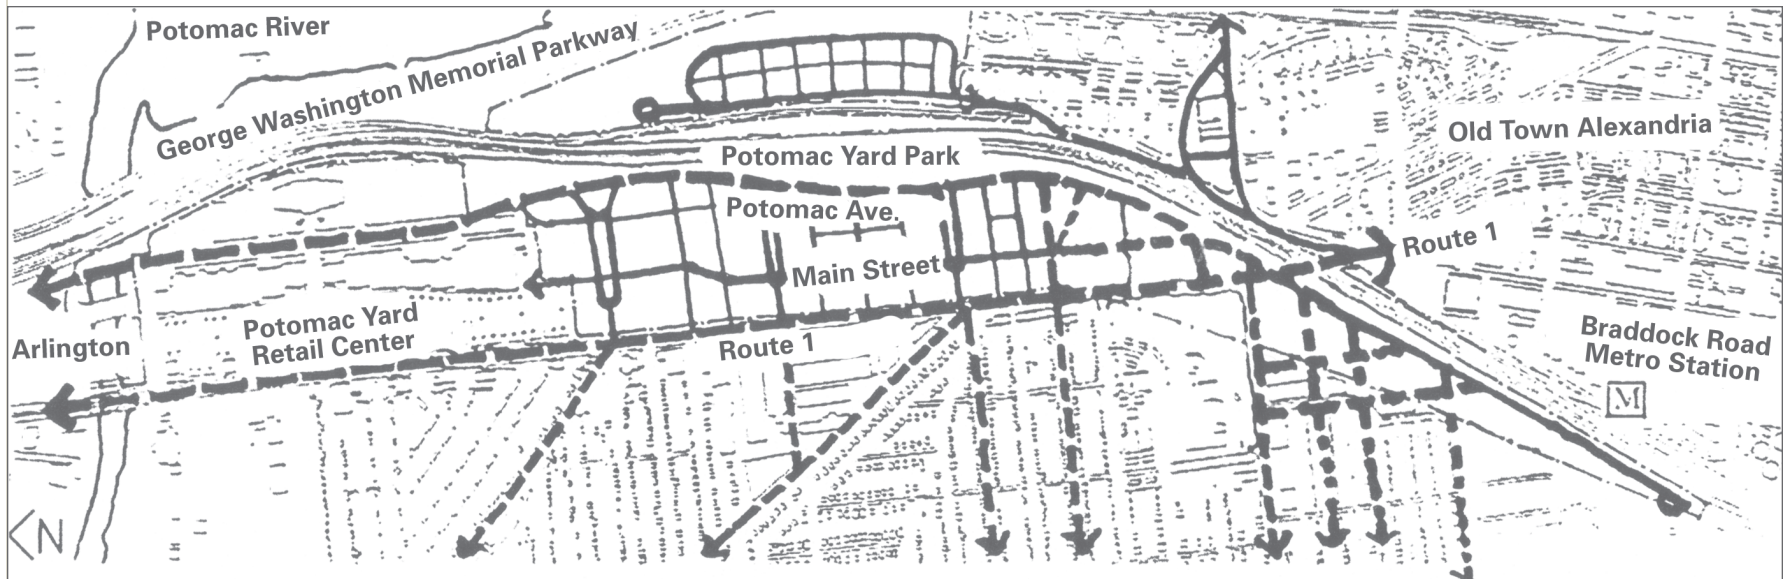 Potomac River
George Washington Memorial Parkway
Potomac Yard Park
Old Town Alexandria
Potomac Ave.
Main Street
Route 1
Potomac Yard
Retail Center
Arlington
Route 1
Braddock Road
Metro Station
M
N